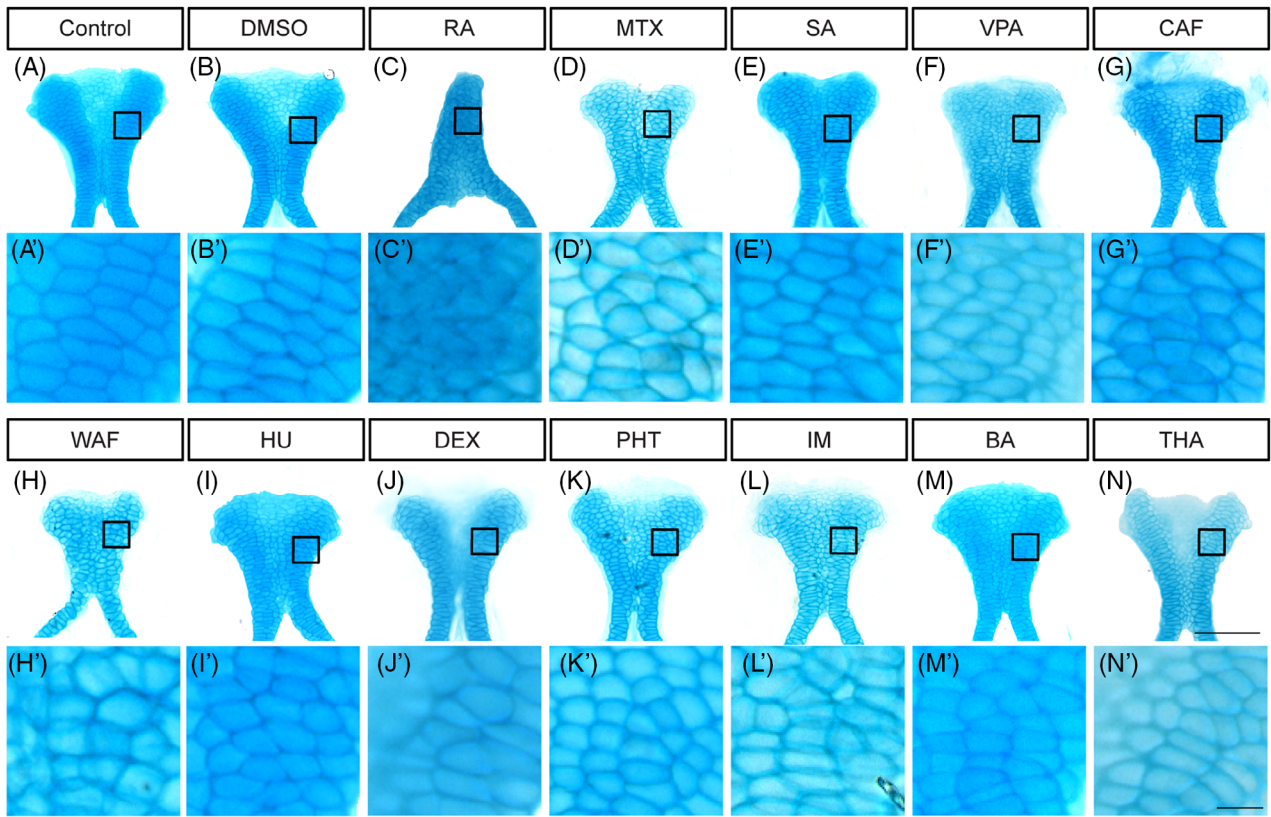 Control DMSO RA MTX SA VPA CAF
(A) (B) (C) (D) (E) (F) (G)
(A') (B') (C') (D') (E') (F') (G')
WAF HU DEX PHT IM BA THA
(H) (I) (J) (K) (L) (M) (N)
(H') (I') (J') (K') (L') (M') (N')